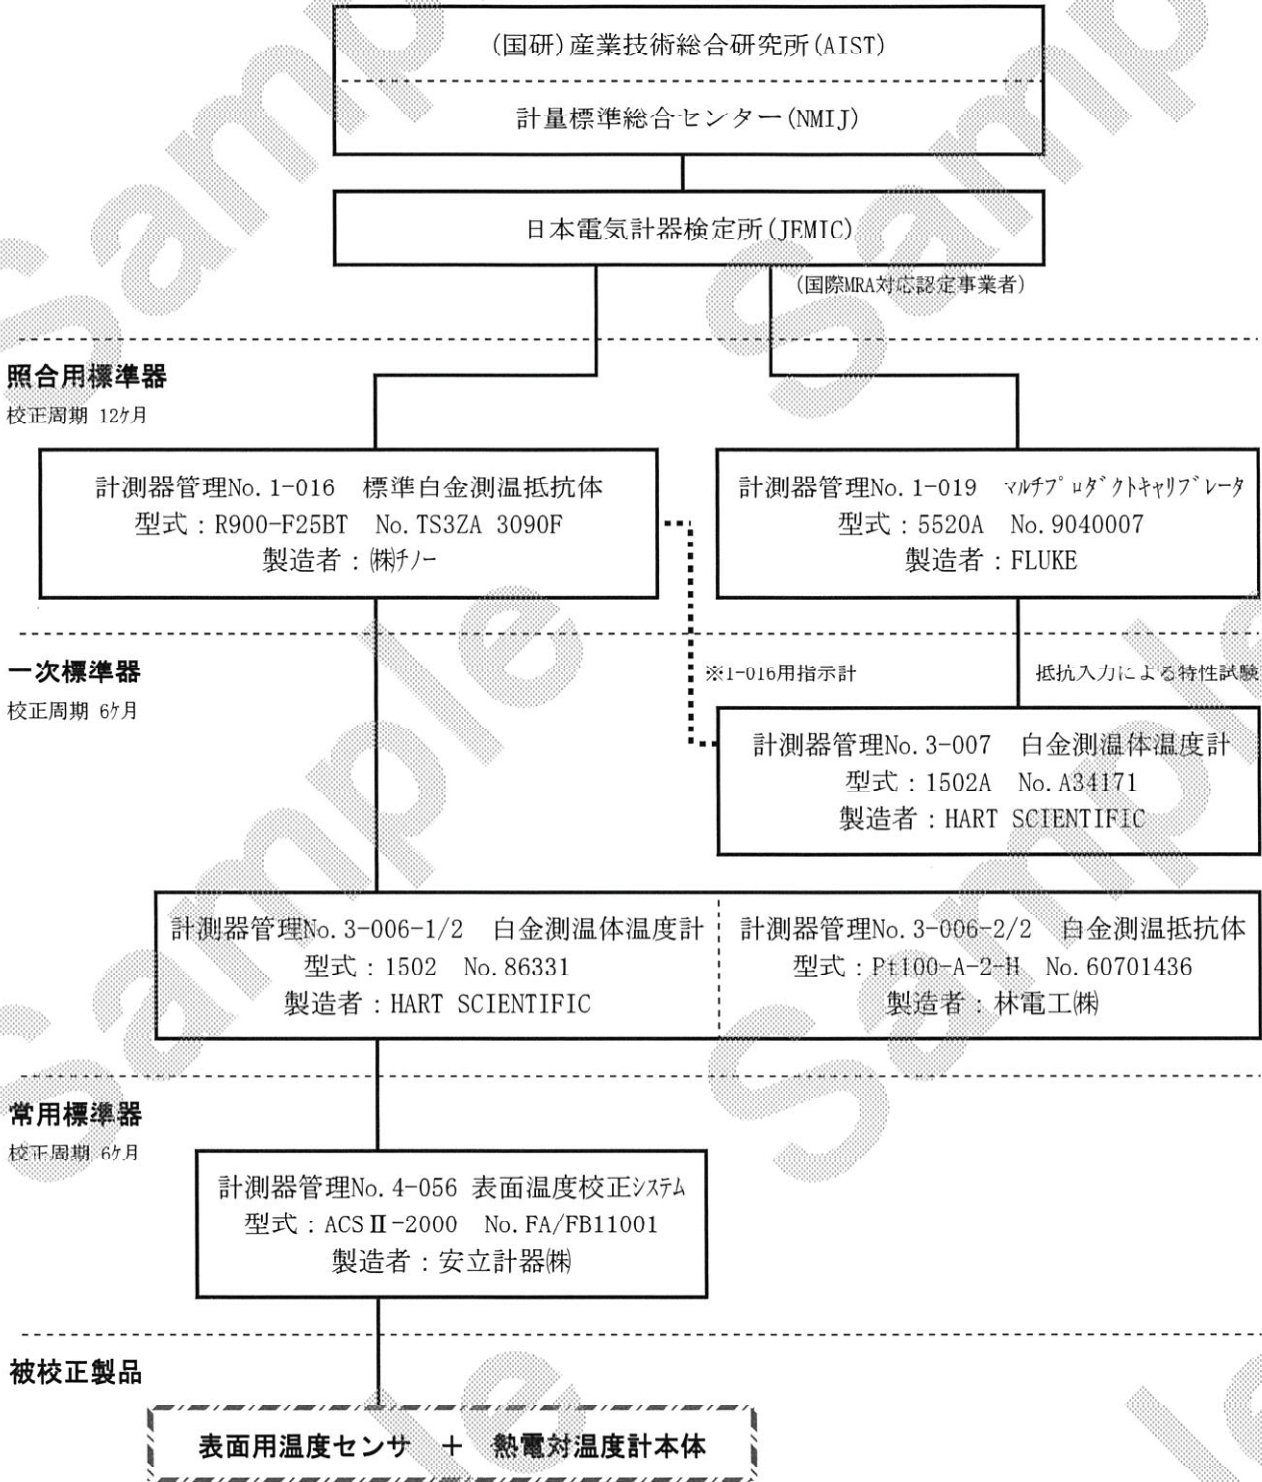 (国研)産業技術総合研究所(AIST)
計量標準総合センター(NMIJ)
日本電気計器検定所(JEMIC)
(国際MRA対応認定事業者)
照合用標準器
校正周期 12ケ月
計測器管理No.1-016 標準白金測温抵抗体
型式：R900-F25BT No.TS3ZA 3090F
製造者：㈱チノー
計測器管理No.1-019 マルチプロダクトキャリブレータ
型式：5520A No.9040007
製造者：FLUKE
一次標準器
校正周期 6ケ月
※1-016用指示計
抵抗入力による特性試験
計測器管理No.3-007 白金測温体温度計
型式：1502A No.A34171
製造者：HART SCIENTIFIC
計測器管理No.3-006-1/2 白金測温体温度計
型式：1502 No.86331
製造者：HART SCIENTIFIC
計測器管理No.3-006-2/2 白金測温抵抗体
型式：Pt100-A-2-H No.60701436
製造者：林電工㈱
常用標準器
校正周期 6ケ月
計測器管理No.4-056 表面温度校正システム
型式：ACSⅡ-2000 No.FA/FB11001
製造者：安立計器㈱
被校正製品
表面用温度センサ ＋ 熱電対温度計本体
Sample
Sample
Sample
Sample